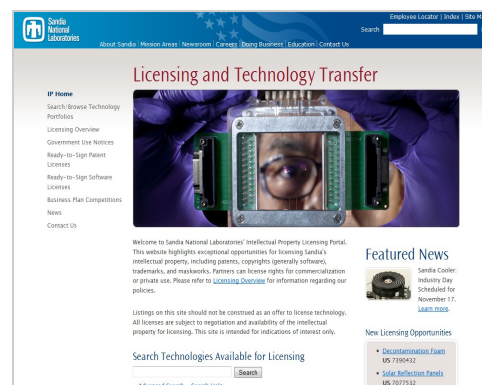 Sandia
National
Laboratories
Employee Locator | Index | Site M
Search
About Sandia | Mission Areas | Newsroom | Careers | Doing Business | Education | Contact Us
Licensing and Technology Transfer
IP Home
Search/Browse Technology
Portfolios
Licensing Overview
Government Use Notices
Ready-to-Sign Patent
Licenses
Ready-to-Sign Software
Licenses
Business Plan Competitions
News
Contact Us
Welcome to Sandia National Laboratories' Intellectual Property Licensing Portal.
This website highlights exceptional opportunities for licensing Sandia's
intellectual property, including patents, copyrights (generally software),
trademarks, and maskworks. Partners can license rights for commercialization
or private use. Please refer to Licensing Overview for information regarding our
policies.
Listings on this site should not be construed as an offer to license technology.
All licenses are subject to negotiation and availability of the intellectual
property for licensing. This site is intended for indications of interest only.
Search Technologies Available for Licensing
Search
Advanced Search
Search Help
Featured News
Sandia Cooler:
Industry Day
Scheduled for
November 17.
Learn more.
New Licensing Opportunities
• Decontamination Foam
US 7390432
• Solar Reflection Panels
US 7077532